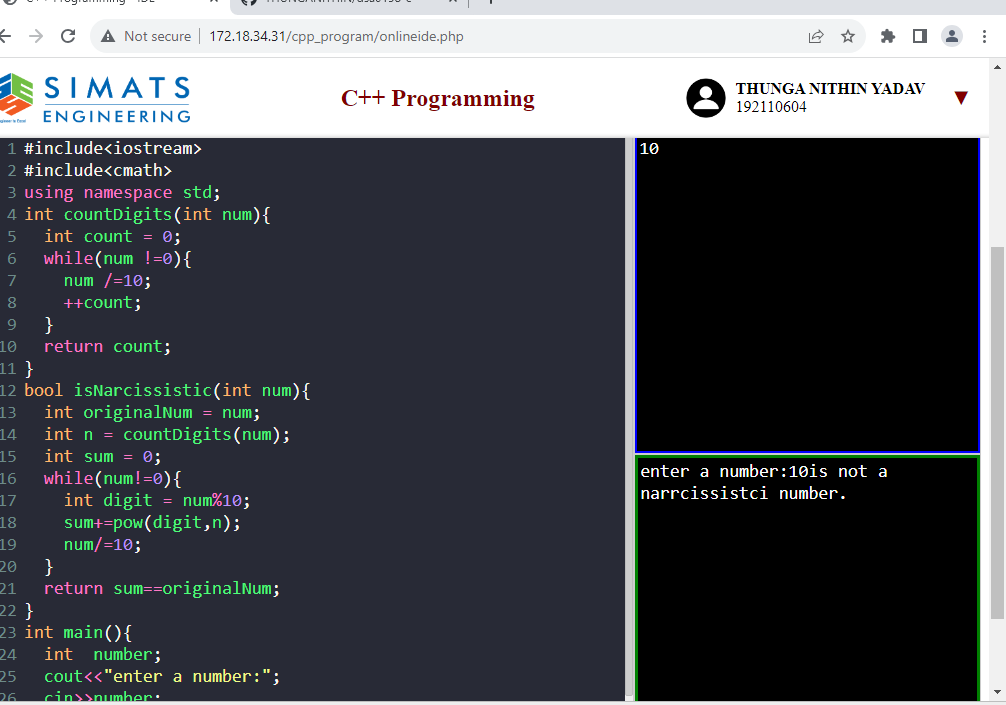 Not secure | 172.18.34.31/cpp_program/onlineide.php
SIMATS
ENGINEERING
C++ Programming
THUNGA NITHIN YADAV
192110604
▼
1 #include<iostream>
2 #include<cmath>
3 using namespace std;
4 int countDigits(int num){
5 int count = 0;
6 while(num !=0){
7 num /=10;
8 ++count;
9 }
10 return count;
11 }
12 bool isNarcissistic(int num){
13 int originalNum = num;
14 int n = countDigits(num);
15 int sum = 0;
16 while(num!=0){
17 int digit = num%10;
18 sum+=pow(digit,n);
19 num/=10;
20 }
21 return sum==originalNum;
22 }
23 int main(){
24 int  number;
25 cout<<"enter a number:";
26 cin>>number;
10
enter a number:10is not a
narrcissistci number.